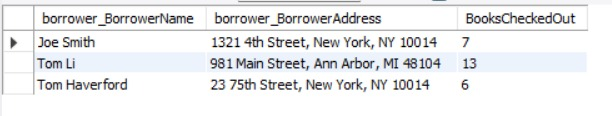 borrower_BorrowerName borrower_BorrowerAddress BooksCheckedOut
Joe Smith 1321 4th Street, New York, NY 10014 7
Tom Li 981 Main Street, Ann Arbor, MI 48104 13
Tom Haverford 23 75th Street, New York, NY 10014 6